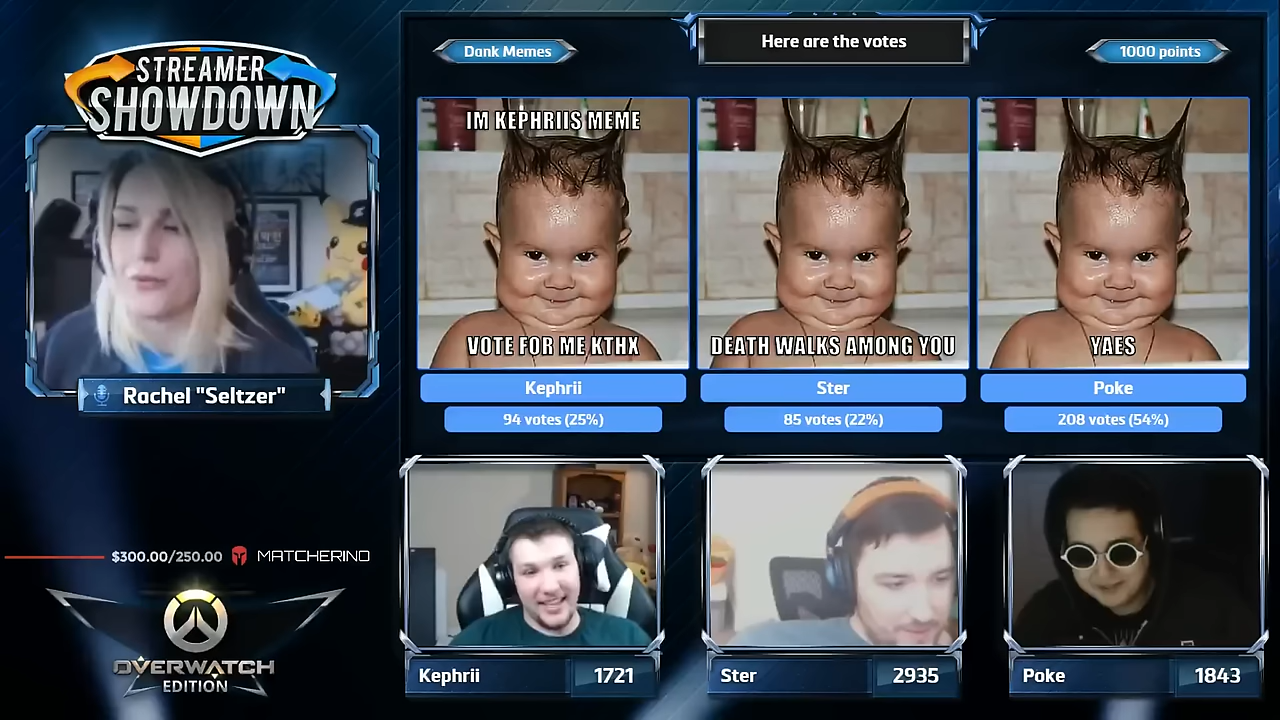 STREAMER
SHOWDOWN
Rachel "Seltzer"
$300.00/250.00 MATCHERINO
OVERWATCH
EDITION
Dank Memes
Here are the votes
1000 points
IM KEPHRIIS MEME
VOTE FOR ME KTHX
DEATH WALKS AMONG YOU
YAES
Kephrii
Ster
Poke
94 votes (25%)
85 votes (22%)
208 votes (54%)
Kephrii 1721
Ster 2935
Poke 1843